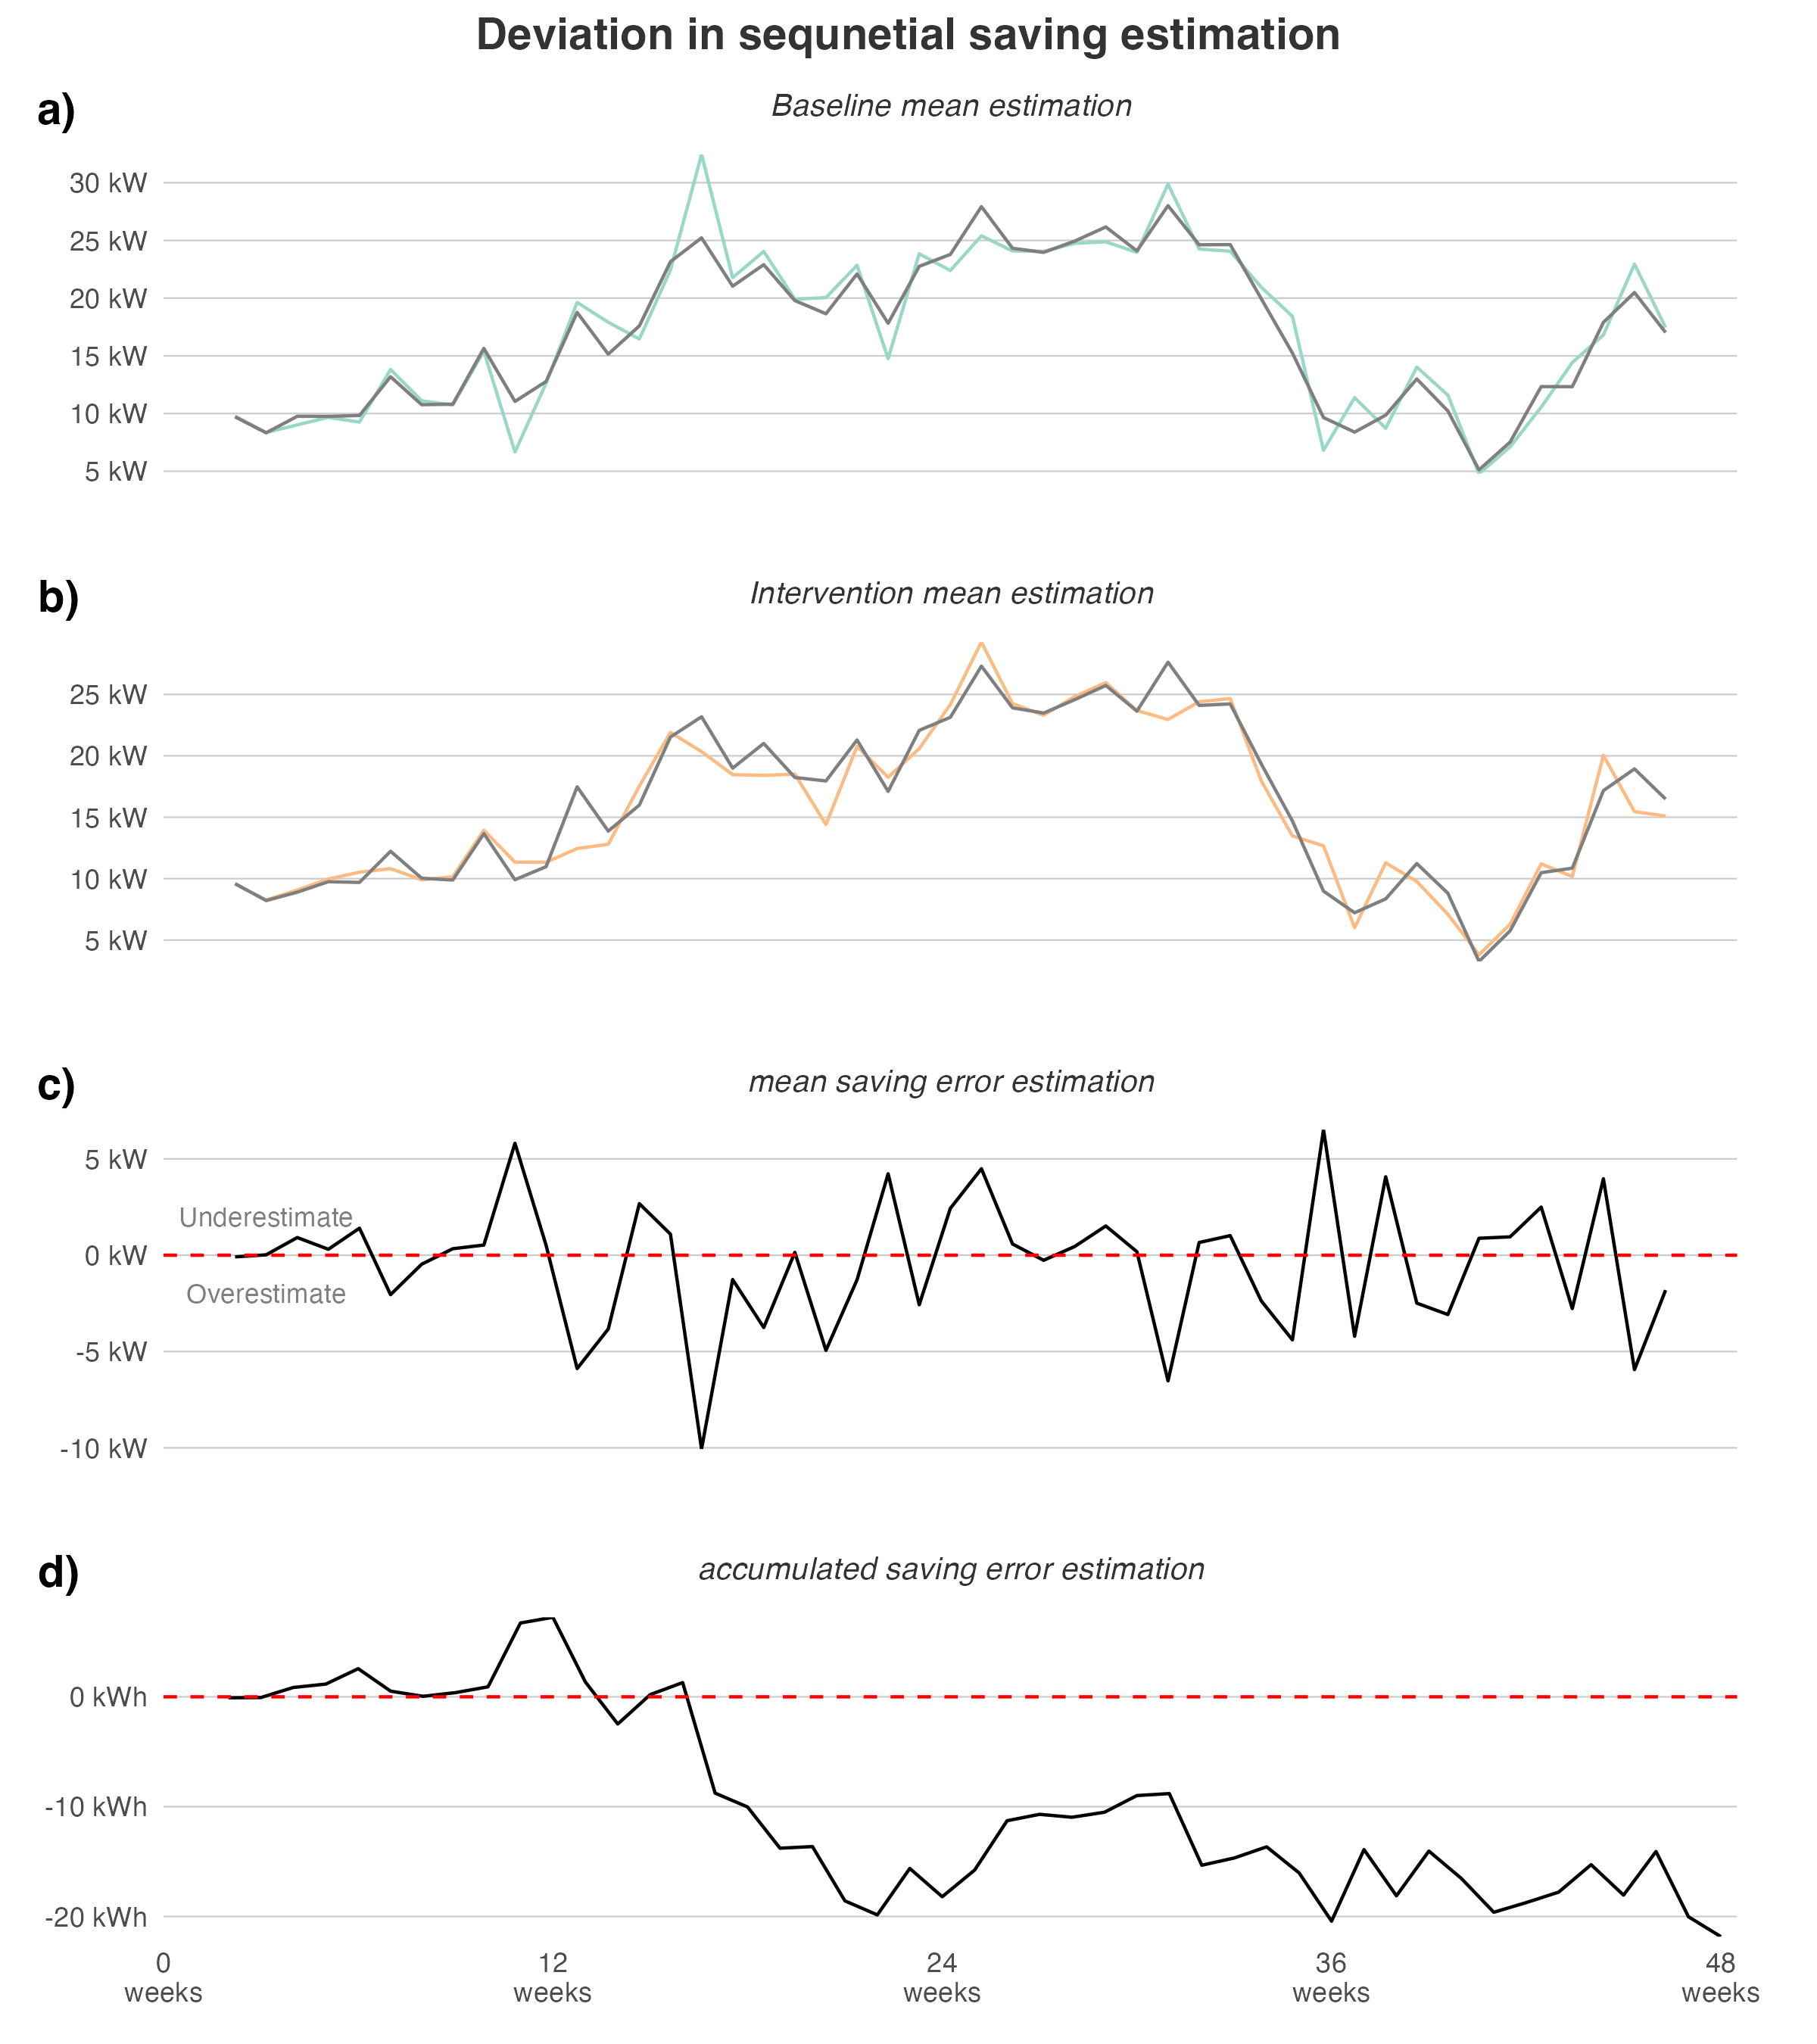 Deviation in sequnetial saving estimation
a)
Baseline mean estimation
30 kW
25 kW
20 kW
15 kW
10 kW
5 kW
b)
Intervention mean estimation
25 kW
20 kW
15 kW
10 kW
5 kW
c)
mean saving error estimation
5 kW
Underestimate
0 kW
Overestimate
-5 kW
-10 kW
d)
accumulated saving error estimation
0 kWh
-10 kWh
-20 kWh
0 12 24 36 48
weeks weeks weeks weeks weeks